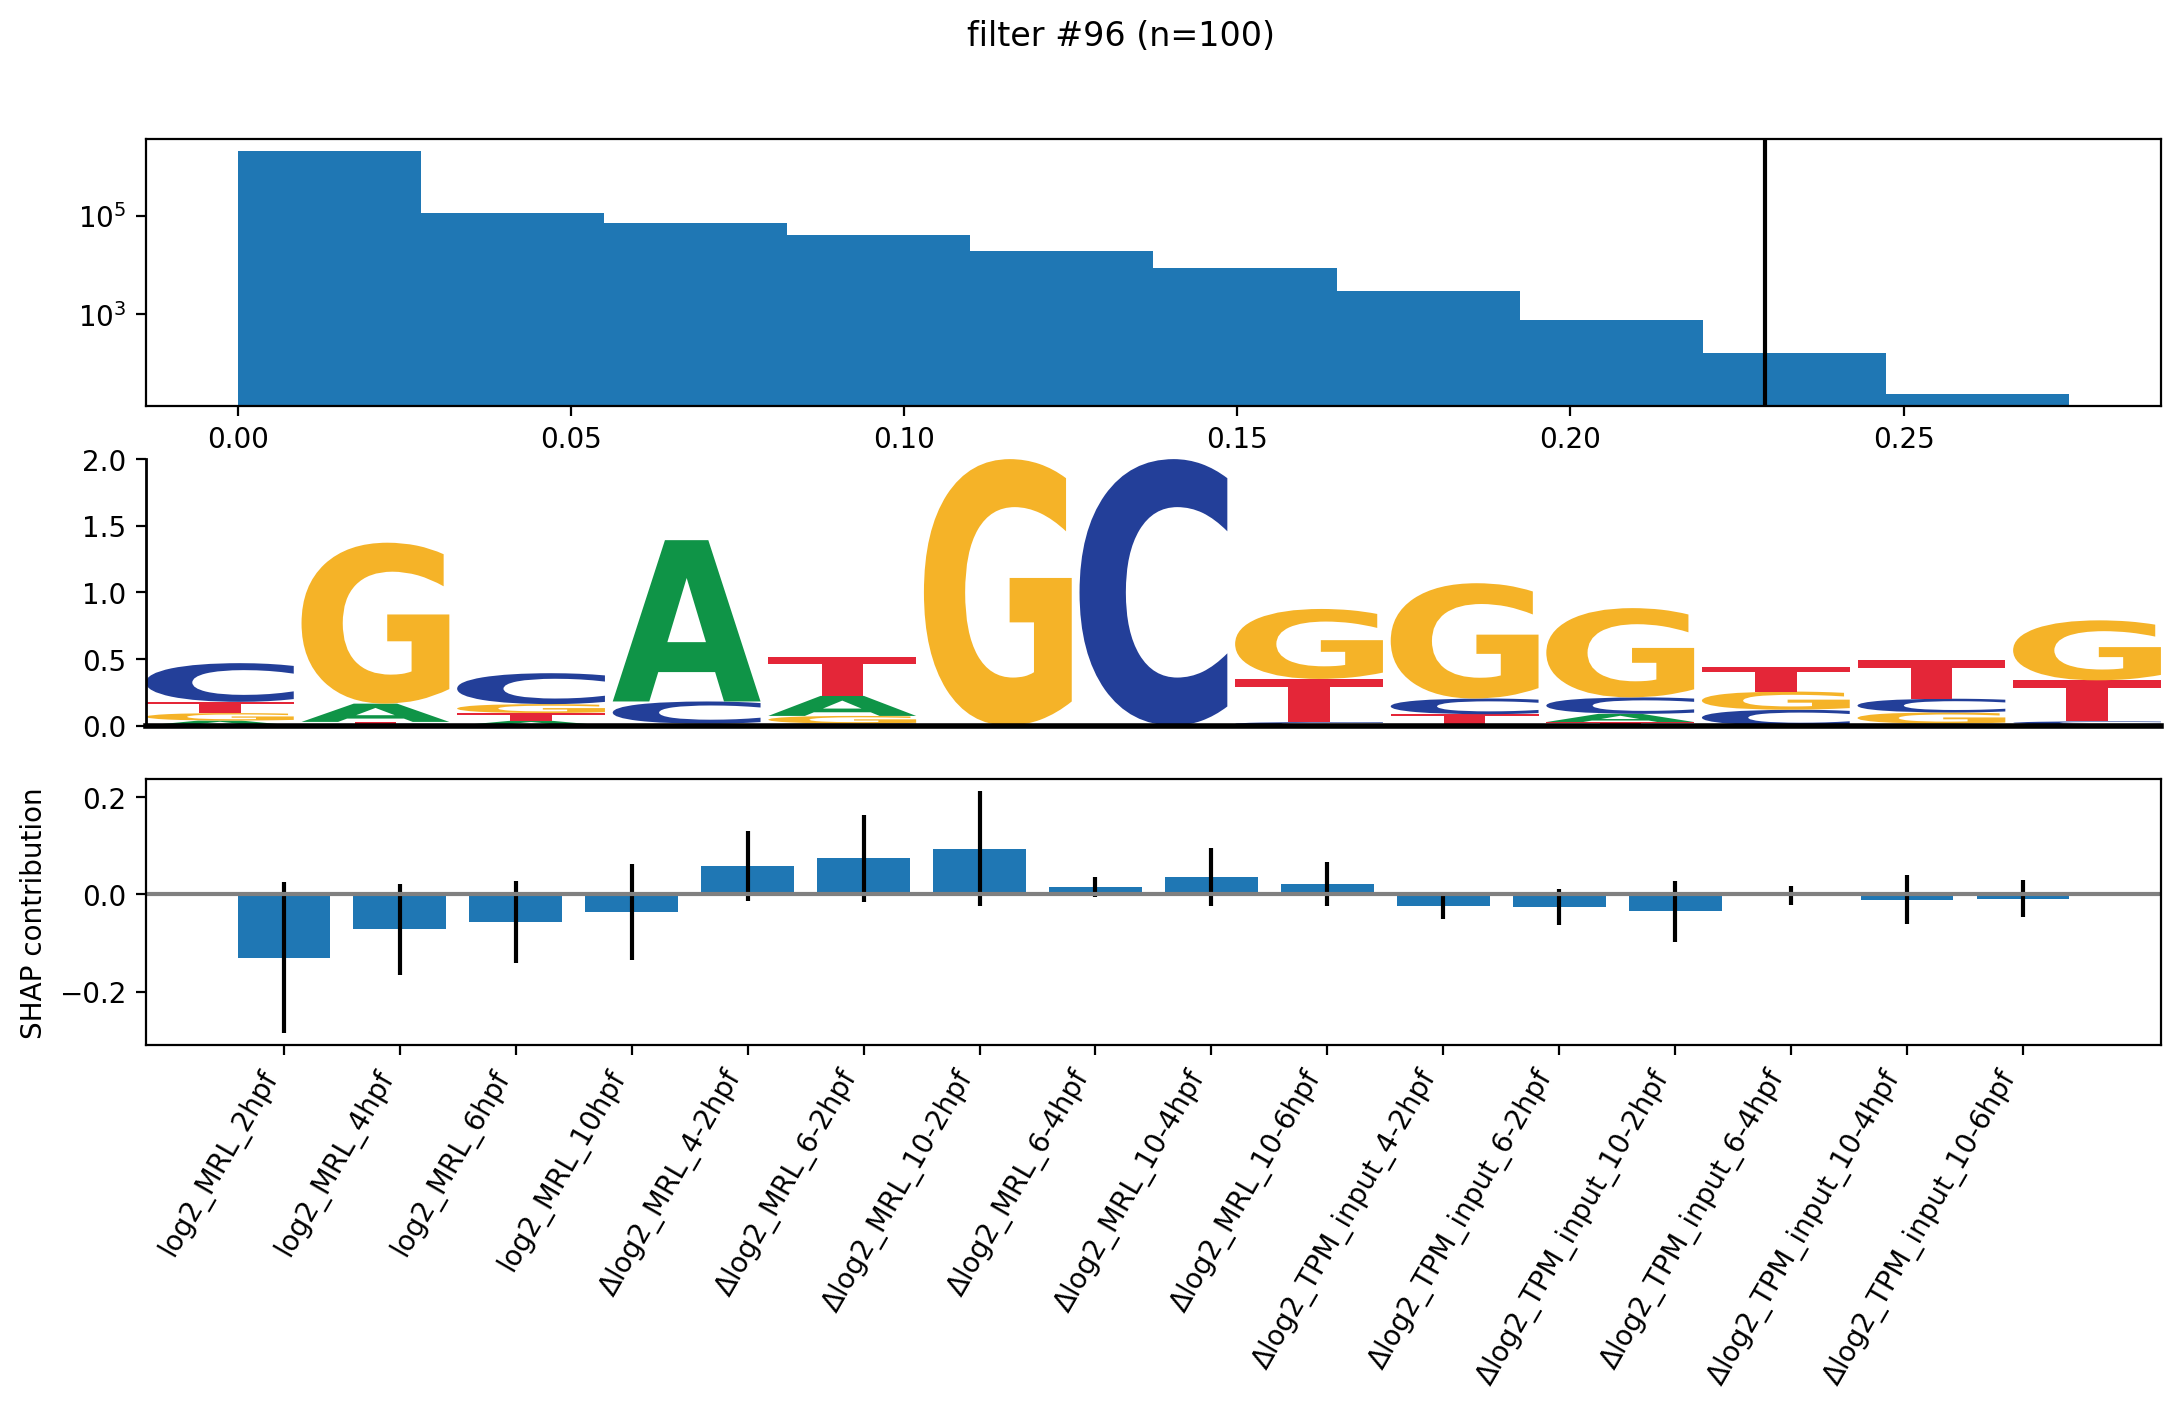 filter #96 (n=100)
10^5
10^3
0.00 0.05 0.10 0.15 0.20 0.25
2.0
1.5
1.0
0.5
0.0
C G C A T G C G G G T T G
T A G C A T C C G C T
G T G T A C G
SHAP contribution
0.2
0.0
−0.2
log2_MRL_2hpf
log2_MRL_4hpf
log2_MRL_6hpf
log2_MRL_10hpf
Δlog2_MRL_4-2hpf
Δlog2_MRL_6-2hpf
Δlog2_MRL_10-2hpf
Δlog2_MRL_6-4hpf
Δlog2_MRL_10-4hpf
Δlog2_MRL_10-6hpf
Δlog2_TPM_input_4-2hpf
Δlog2_TPM_input_6-2hpf
Δlog2_TPM_input_10-2hpf
Δlog2_TPM_input_6-4hpf
Δlog2_TPM_input_10-4hpf
Δlog2_TPM_input_10-6hpf